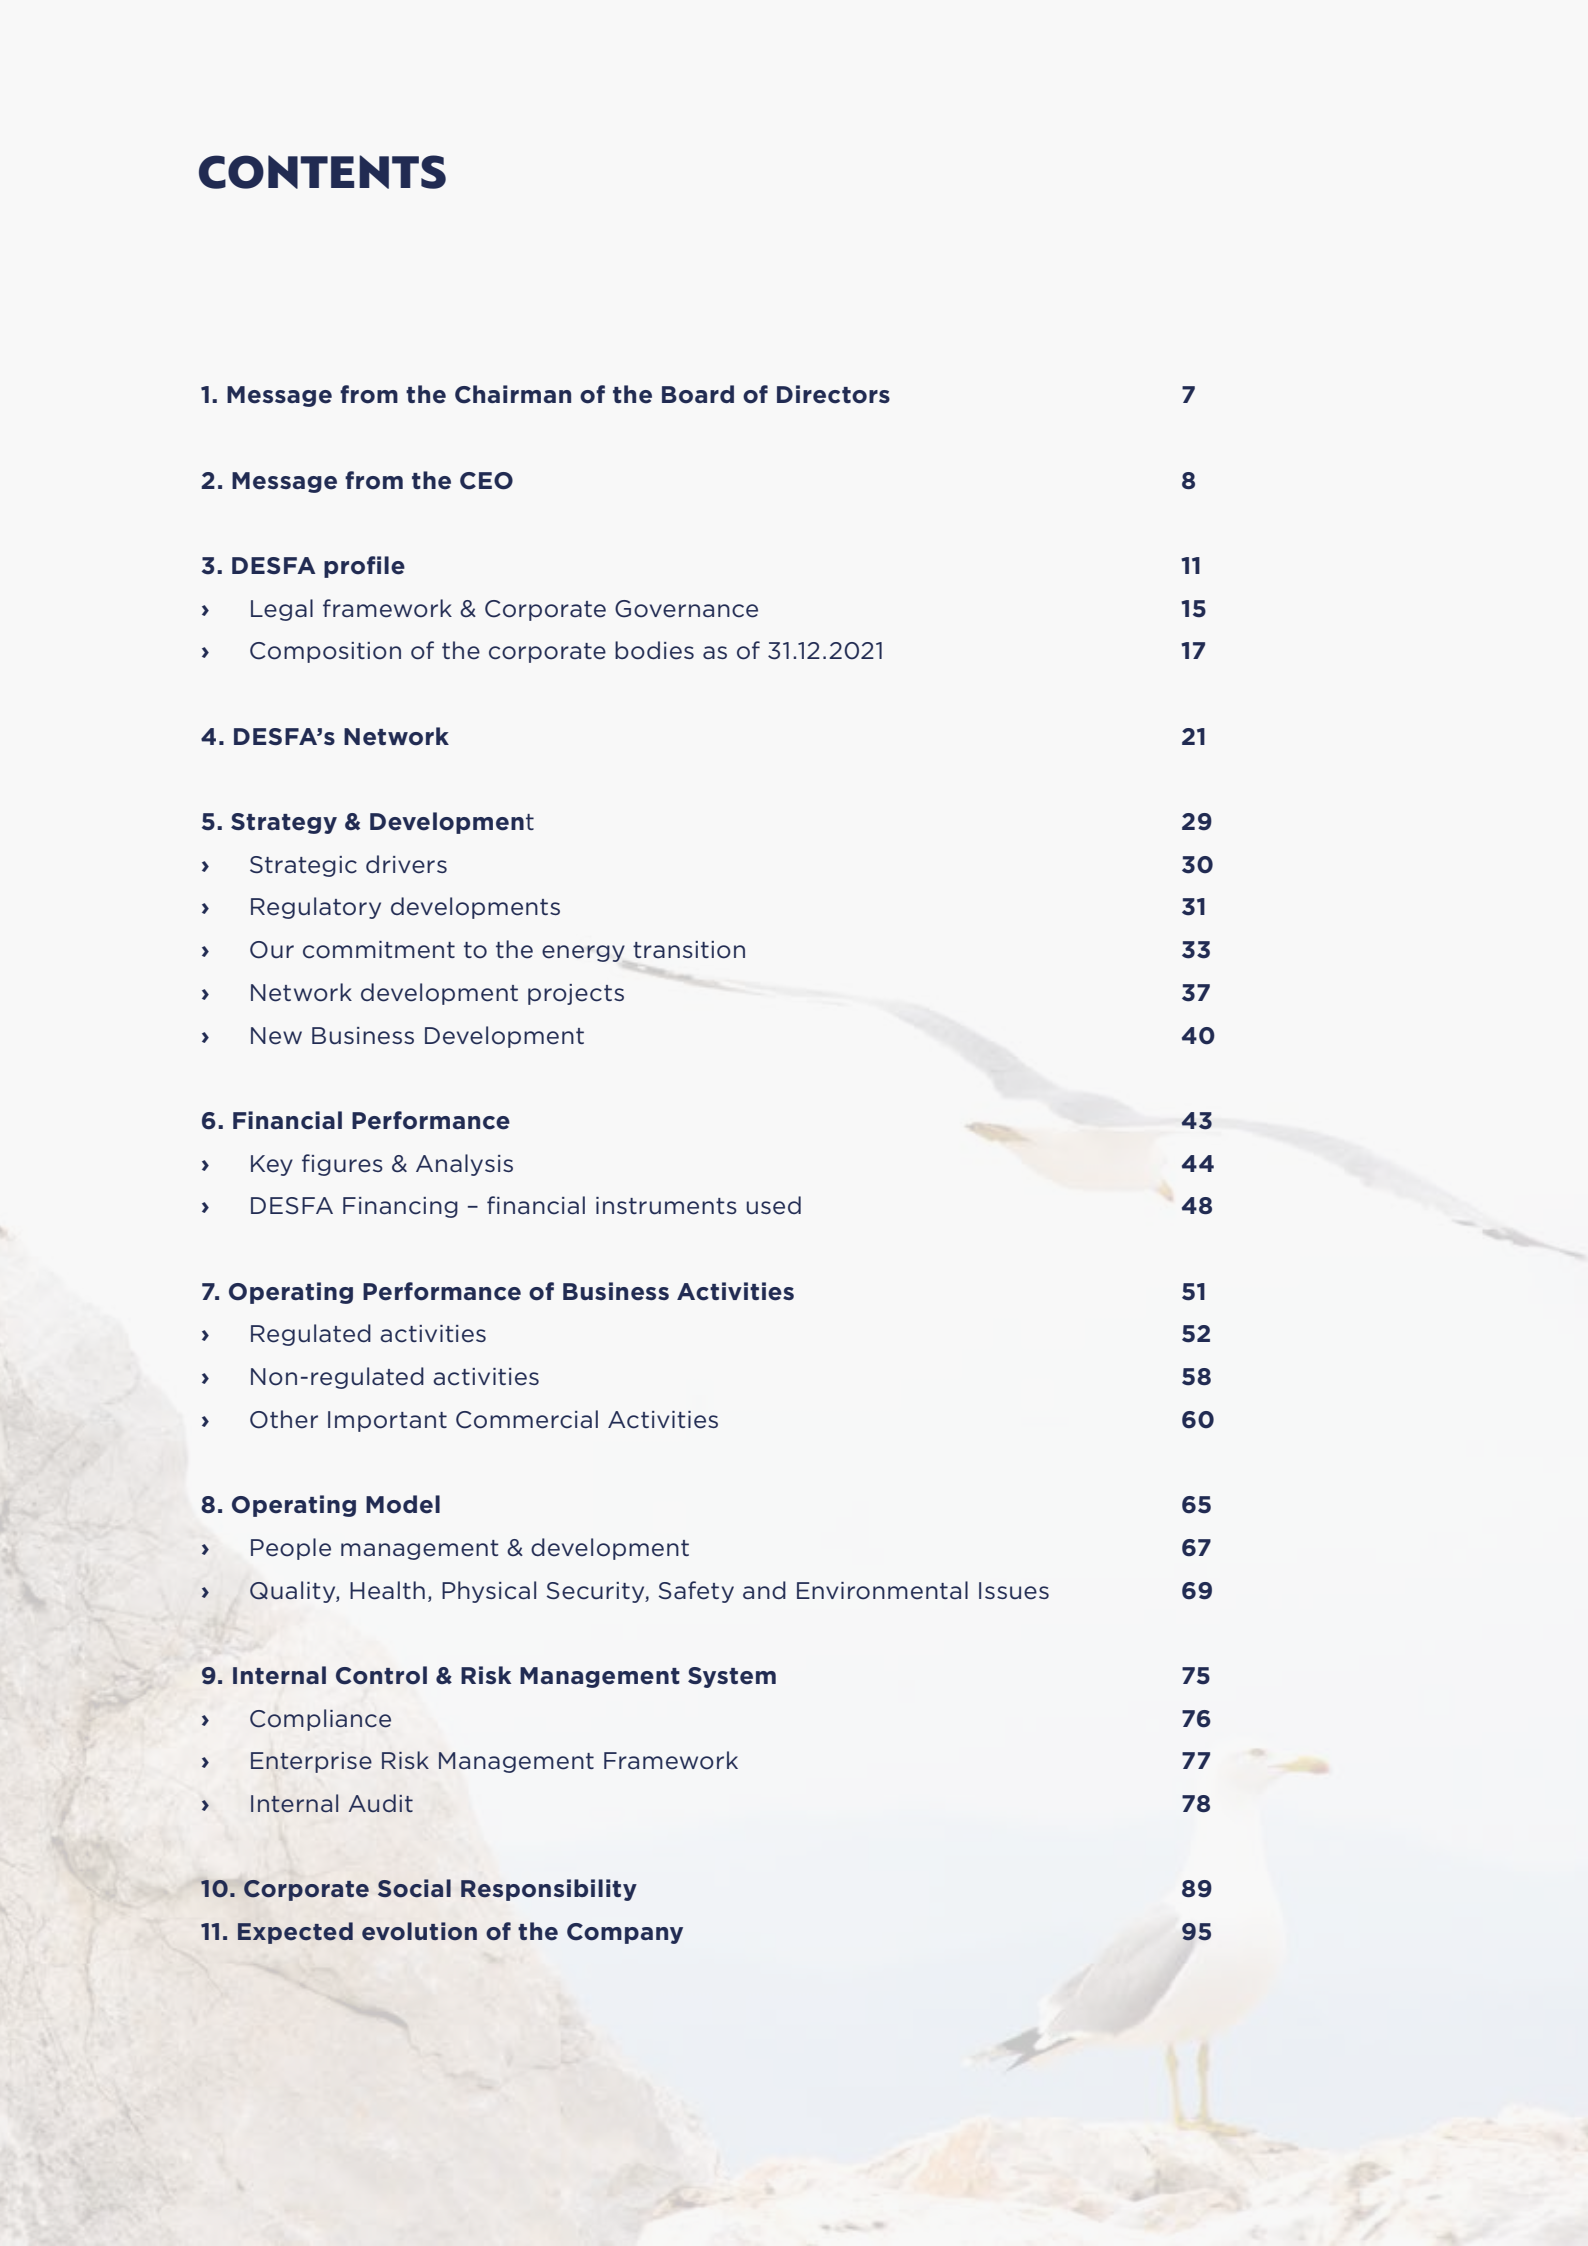 CONTENTS
1. Message from the Chairman of the Board of Directors 7
2. Message from the CEO 8
3. DESFA profile 11
› Legal framework & Corporate Governance 15
› Composition of the corporate bodies as of 31.12.2021 17
4. DESFA’s Network 21
5. Strategy & Development 29
› Strategic drivers 30
› Regulatory developments 31
› Our commitment to the energy transition 33
› Network development projects 37
› New Business Development 40
6. Financial Performance 43
› Key figures & Analysis 44
› DESFA Financing – financial instruments used 48
7. Operating Performance of Business Activities 51
› Regulated activities 52
› Non-regulated activities 58
› Other Important Commercial Activities 60
8. Operating Model 65
› People management & development 67
› Quality, Health, Physical Security, Safety and Environmental Issues 69
9. Internal Control & Risk Management System 75
› Compliance 76
› Enterprise Risk Management Framework 77
› Internal Audit 78
10. Corporate Social Responsibility 89
11. Expected evolution of the Company 95